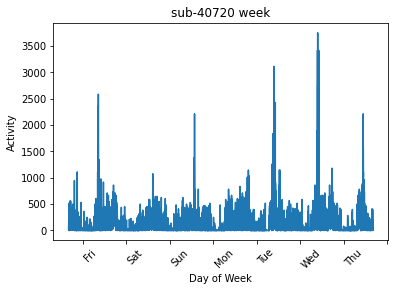 sub-40720 week
Activity
3500
3000
2500
2000
1500
1000
500
0
Fri
Sat
Sun
Mon
Tue
Wed
Thu
Day of Week